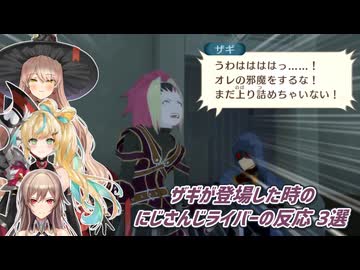 ザギ
うわははははっ……！
オレの邪魔をするな！
まだ上り詰めちゃいない！
ザギが登場した時の
にじさんじライバーの反応 3選